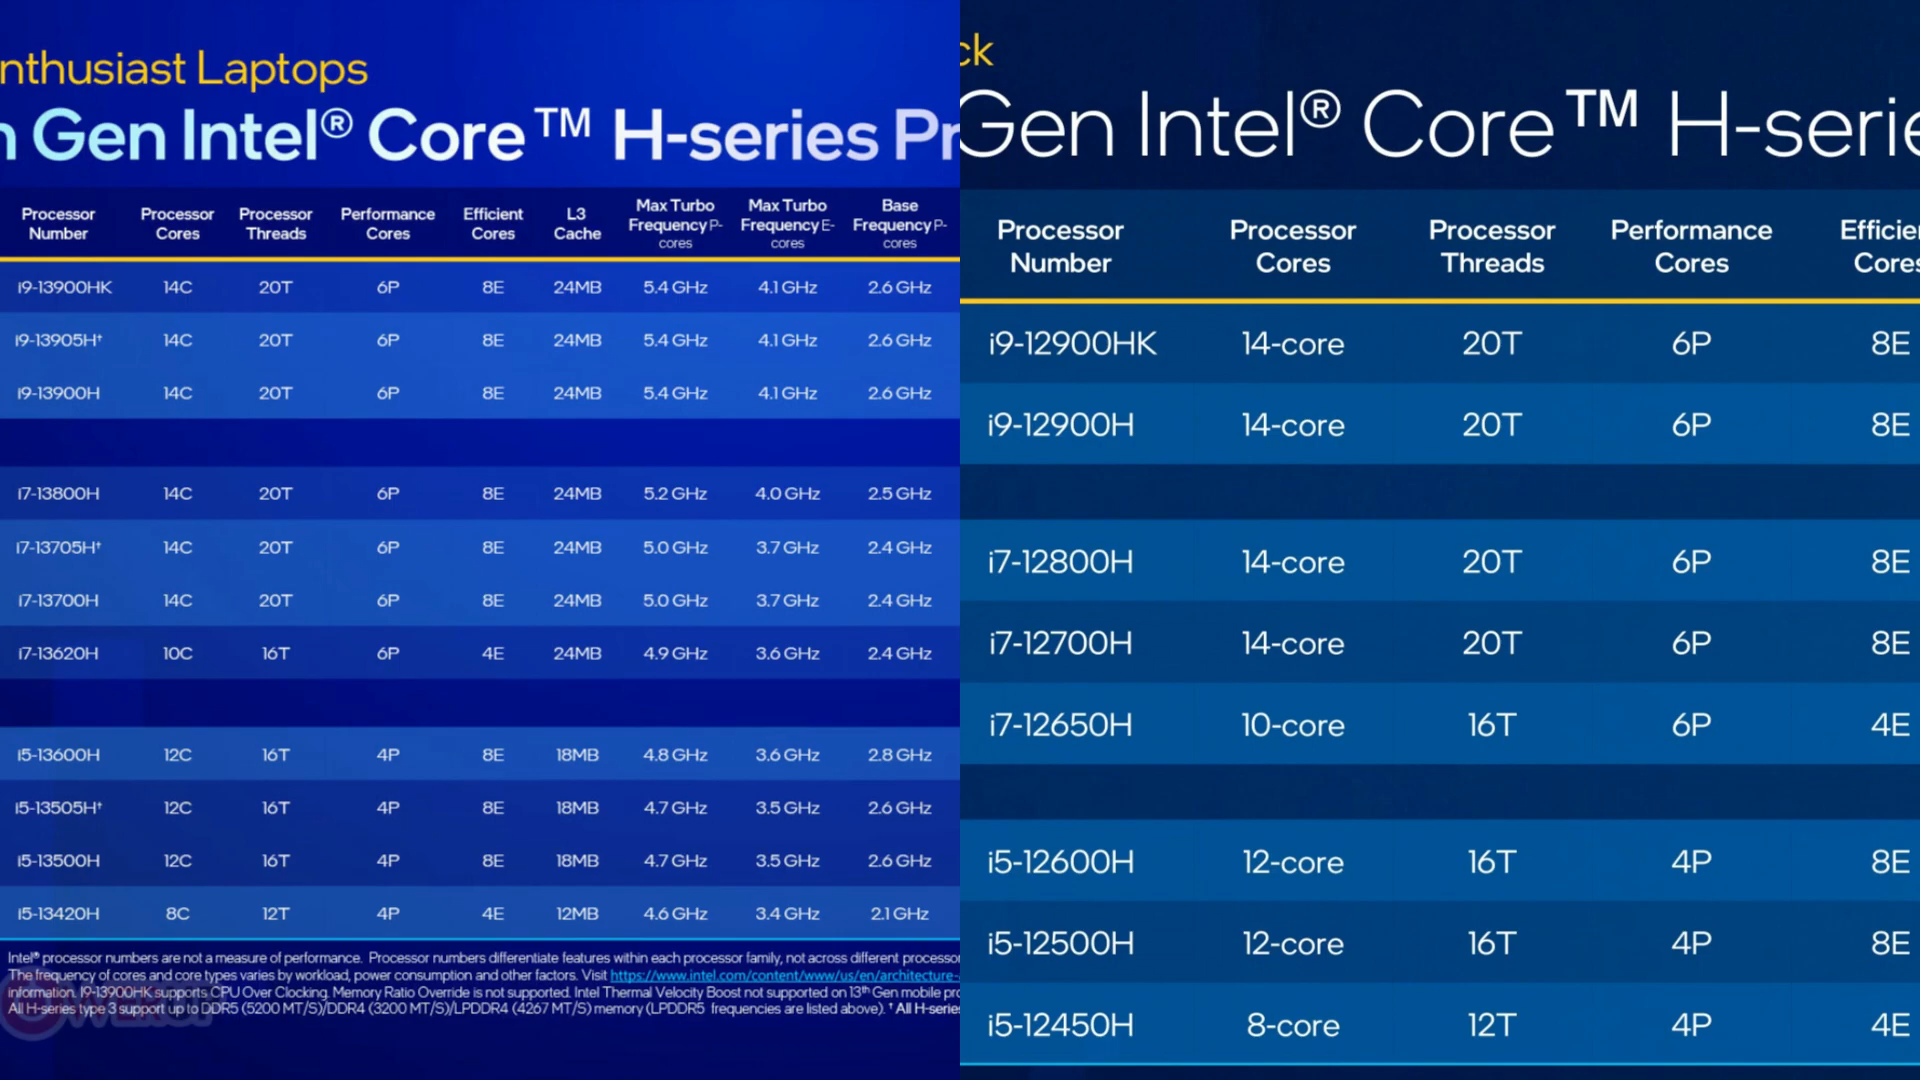 nthusiast Laptops
Gen Intel® Core™ H-series Pr
Processor Number Processor Cores Processor Threads Performance Cores Efficient Cores L3 Cache Max Turbo Frequency P-cores Max Turbo Frequency E-cores Base Frequency P-cores
i9-13900HK 14C 20T 6P 8E 24MB 5.4 GHz 4.1 GHz 2.6 GHz
i9-13905H† 14C 20T 6P 8E 24MB 5.4 GHz 4.1 GHz 2.6 GHz
i9-13900H 14C 20T 6P 8E 24MB 5.4 GHz 4.1 GHz 2.6 GHz
i7-13800H 14C 20T 6P 8E 24MB 5.2 GHz 4.0 GHz 2.5 GHz
i7-13705H† 14C 20T 6P 8E 24MB 5.0 GHz 3.7 GHz 2.4 GHz
i7-13700H 14C 20T 6P 8E 24MB 5.0 GHz 3.7 GHz 2.4 GHz
i7-13620H 10C 16T 6P 4E 24MB 4.9 GHz 3.6 GHz 2.4 GHz
i5-13600H 12C 16T 4P 8E 18MB 4.8 GHz 3.6 GHz 2.8 GHz
i5-13505H† 12C 16T 4P 8E 18MB 4.7 GHz 3.5 GHz 2.6 GHz
i5-13500H 12C 16T 4P 8E 18MB 4.7 GHz 3.5 GHz 2.6 GHz
i5-13420H 8C 12T 4P 4E 12MB 4.6 GHz 3.4 GHz 2.1 GHz
Intel® processor numbers are not a measure of performance. Processor numbers differentiate features within each processor family, not across different processor
The frequency of cores and core types varies by workload, power consumption and other factors. Visit https://www.intel.com/content/www/us/en/architecture-
information. I9-13900HK supports CPU Over Clocking. Memory Ratio Override is not supported. Intel Thermal Velocity Boost not supported on 13th Gen mobile pro
All H-series type 3 support up to DDR5 (5200 MT/S)/DDR4 (3200 MT/S)/LPDDR4 (4267 MT/S) memory (LPDDR5 frequencies are listed above). † All H-serie
ck
Gen Intel® Core™ H-serie
Processor Number Processor Cores Processor Threads Performance Cores Efficie Cores
i9-12900HK 14-core 20T 6P 8E
i9-12900H 14-core 20T 6P 8E
i7-12800H 14-core 20T 6P 8E
i7-12700H 14-core 20T 6P 8E
i7-12650H 10-core 16T 6P 4E
i5-12600H 12-core 16T 4P 8E
i5-12500H 12-core 16T 4P 8E
i5-12450H 8-core 12T 4P 4E